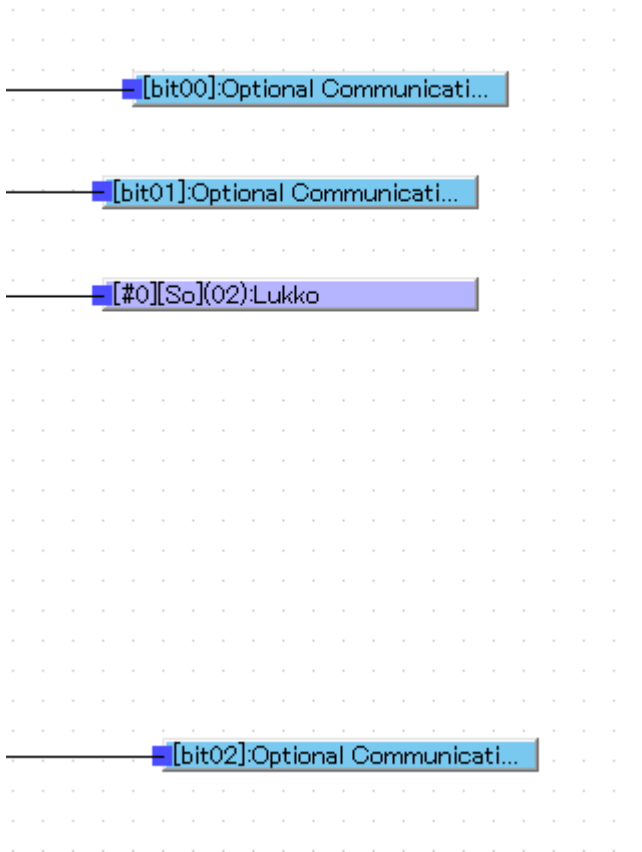 [bit00]:Optional Communicati...
[bit01]:Optional Communicati...
[#0][So](02):Lukko
[bit02]:Optional Communicati...